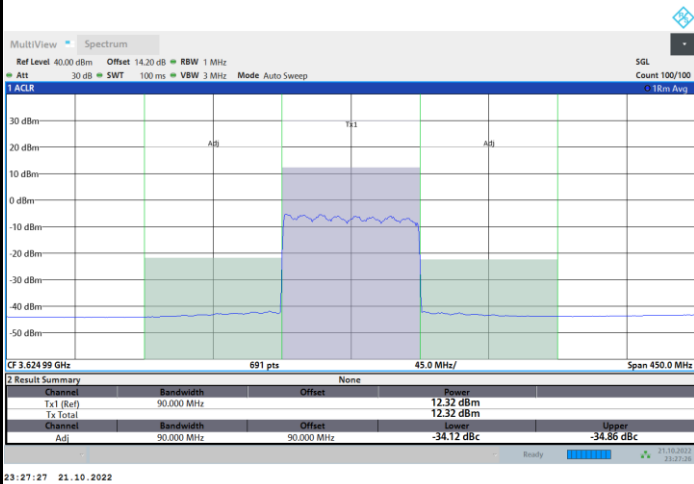 MultiView Spectrum
Ref Level 40.00 dBm Offset 14.20 dB RBW 1 MHz SGL
Att 30 dB SWT 100 ms VBW 3 MHz Mode Auto Sweep Count 100/100
1 ACLR 1Rm Avg
30 dBm
Tx1
20 dBm
Adj Adj
10 dBm
0 dBm
-10 dBm
-20 dBm
-30 dBm
-40 dBm
-50 dBm
CF 3.624 99 GHz 691 pts 45.0 MHz/ Span 450.0 MHz
2 Result Summary None
Channel Bandwidth Offset Power
Tx1 (Ref) 90.000 MHz 12.32 dBm
Tx Total 12.32 dBm
Channel Bandwidth Offset Lower Upper
Adj 90.000 MHz 90.000 MHz -34.12 dBc -34.86 dBc
Ready 21.10.2022
23:27:26
23:27:27 21.10.2022